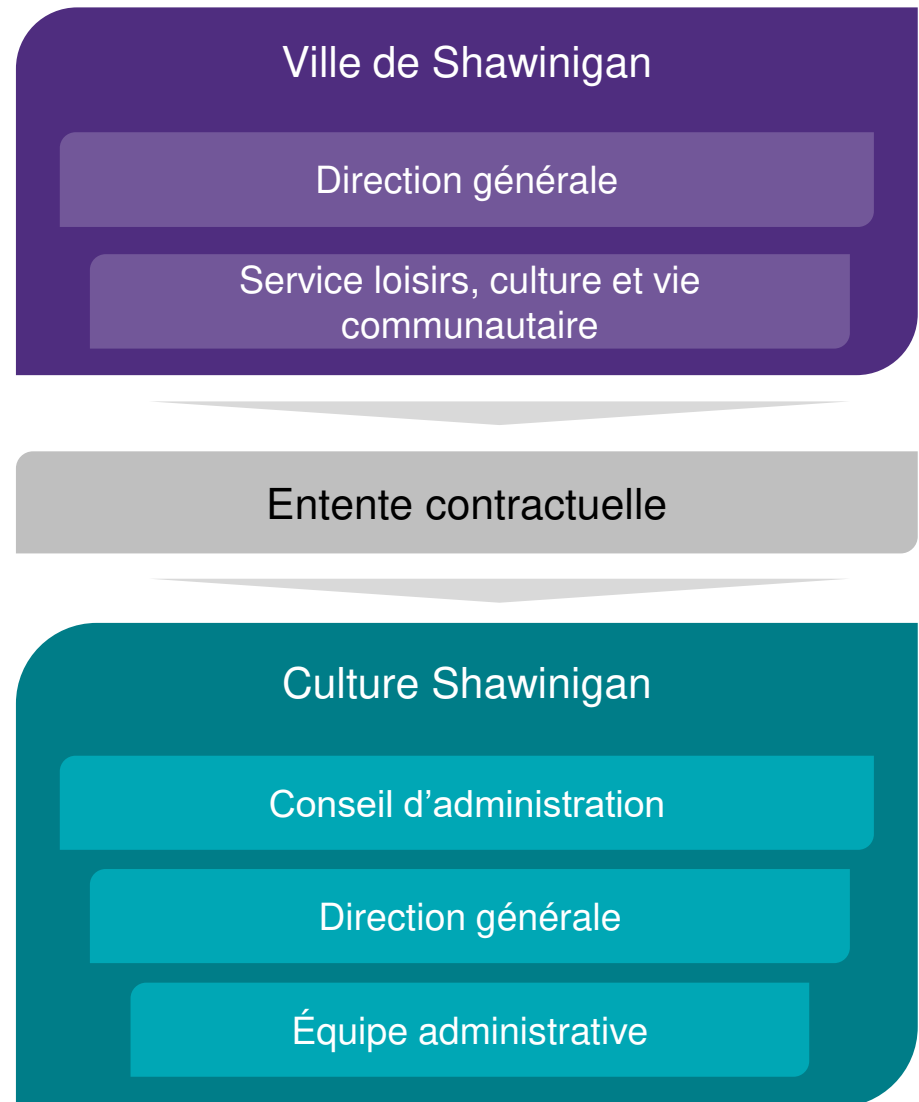 Ville de Shawinigan
Direction générale
Service loisirs, culture et vie
communautaire
Entente contractuelle
Culture Shawinigan
Conseil d’administration
Direction générale
Équipe administrative